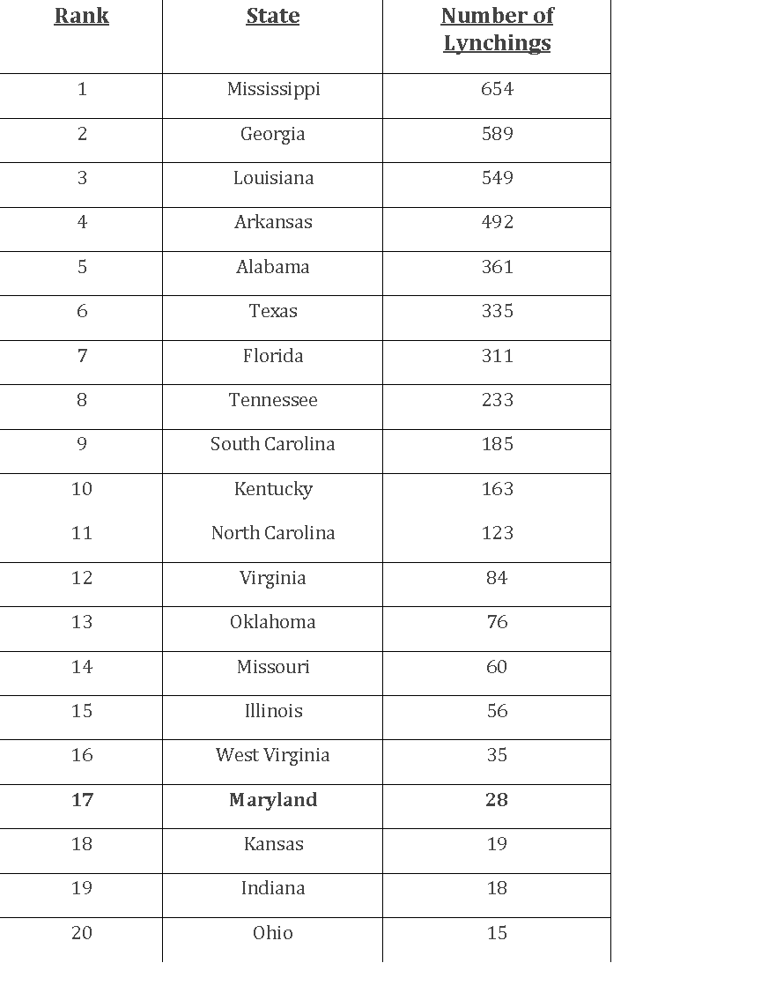 Rank State Number of
Lynchings
1 Mississippi 654
2 Georgia 589
3 Louisiana 549
4 Arkansas 492
5 Alabama 361
6 Texas 335
7 Florida 311
8 Tennessee 233
9 South Carolina 185
10 Kentucky 163
11 North Carolina 123
12 Virginia 84
13 Oklahoma 76
14 Missouri 60
15 Illinois 56
16 West Virginia 35
17 Maryland 28
18 Kansas 19
19 Indiana 18
20 Ohio 15